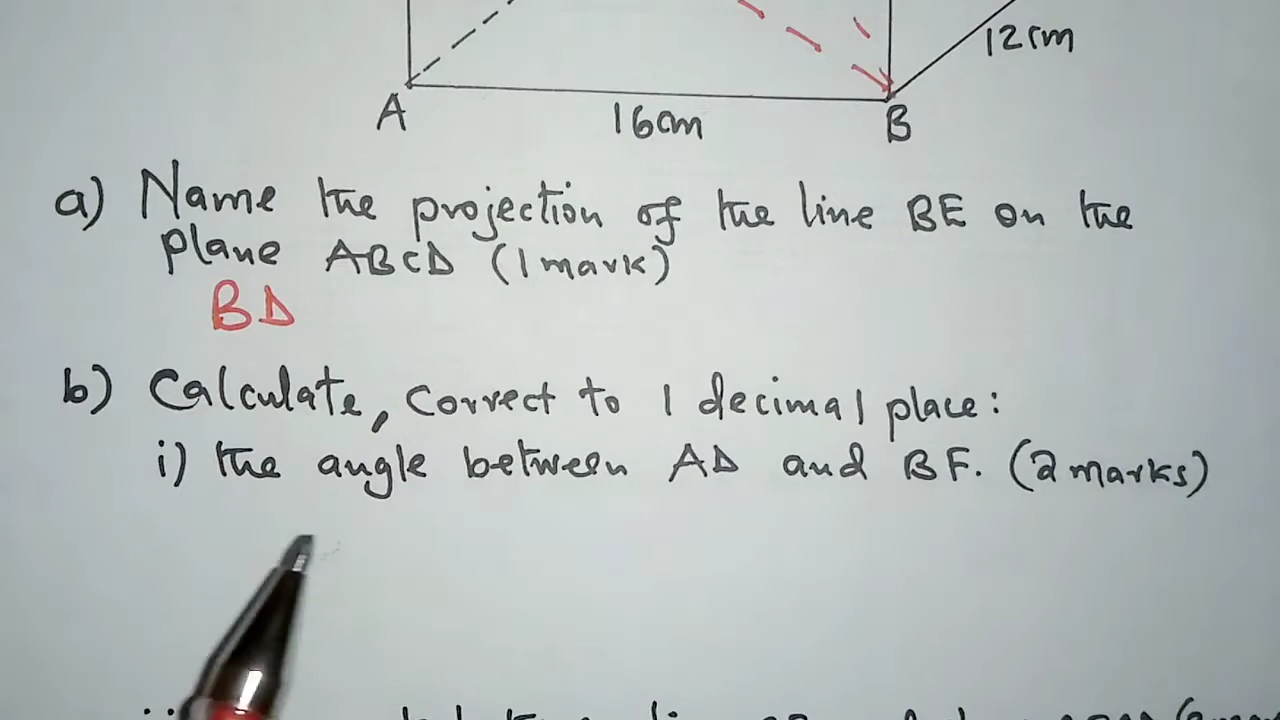 12cm
A
16cm
B
a) Name the projection of the line BE on the
plane ABCD (1 mark)
BD
b) Calculate, correct to 1 decimal place:
i) the angle between AD and BF. (2 marks)